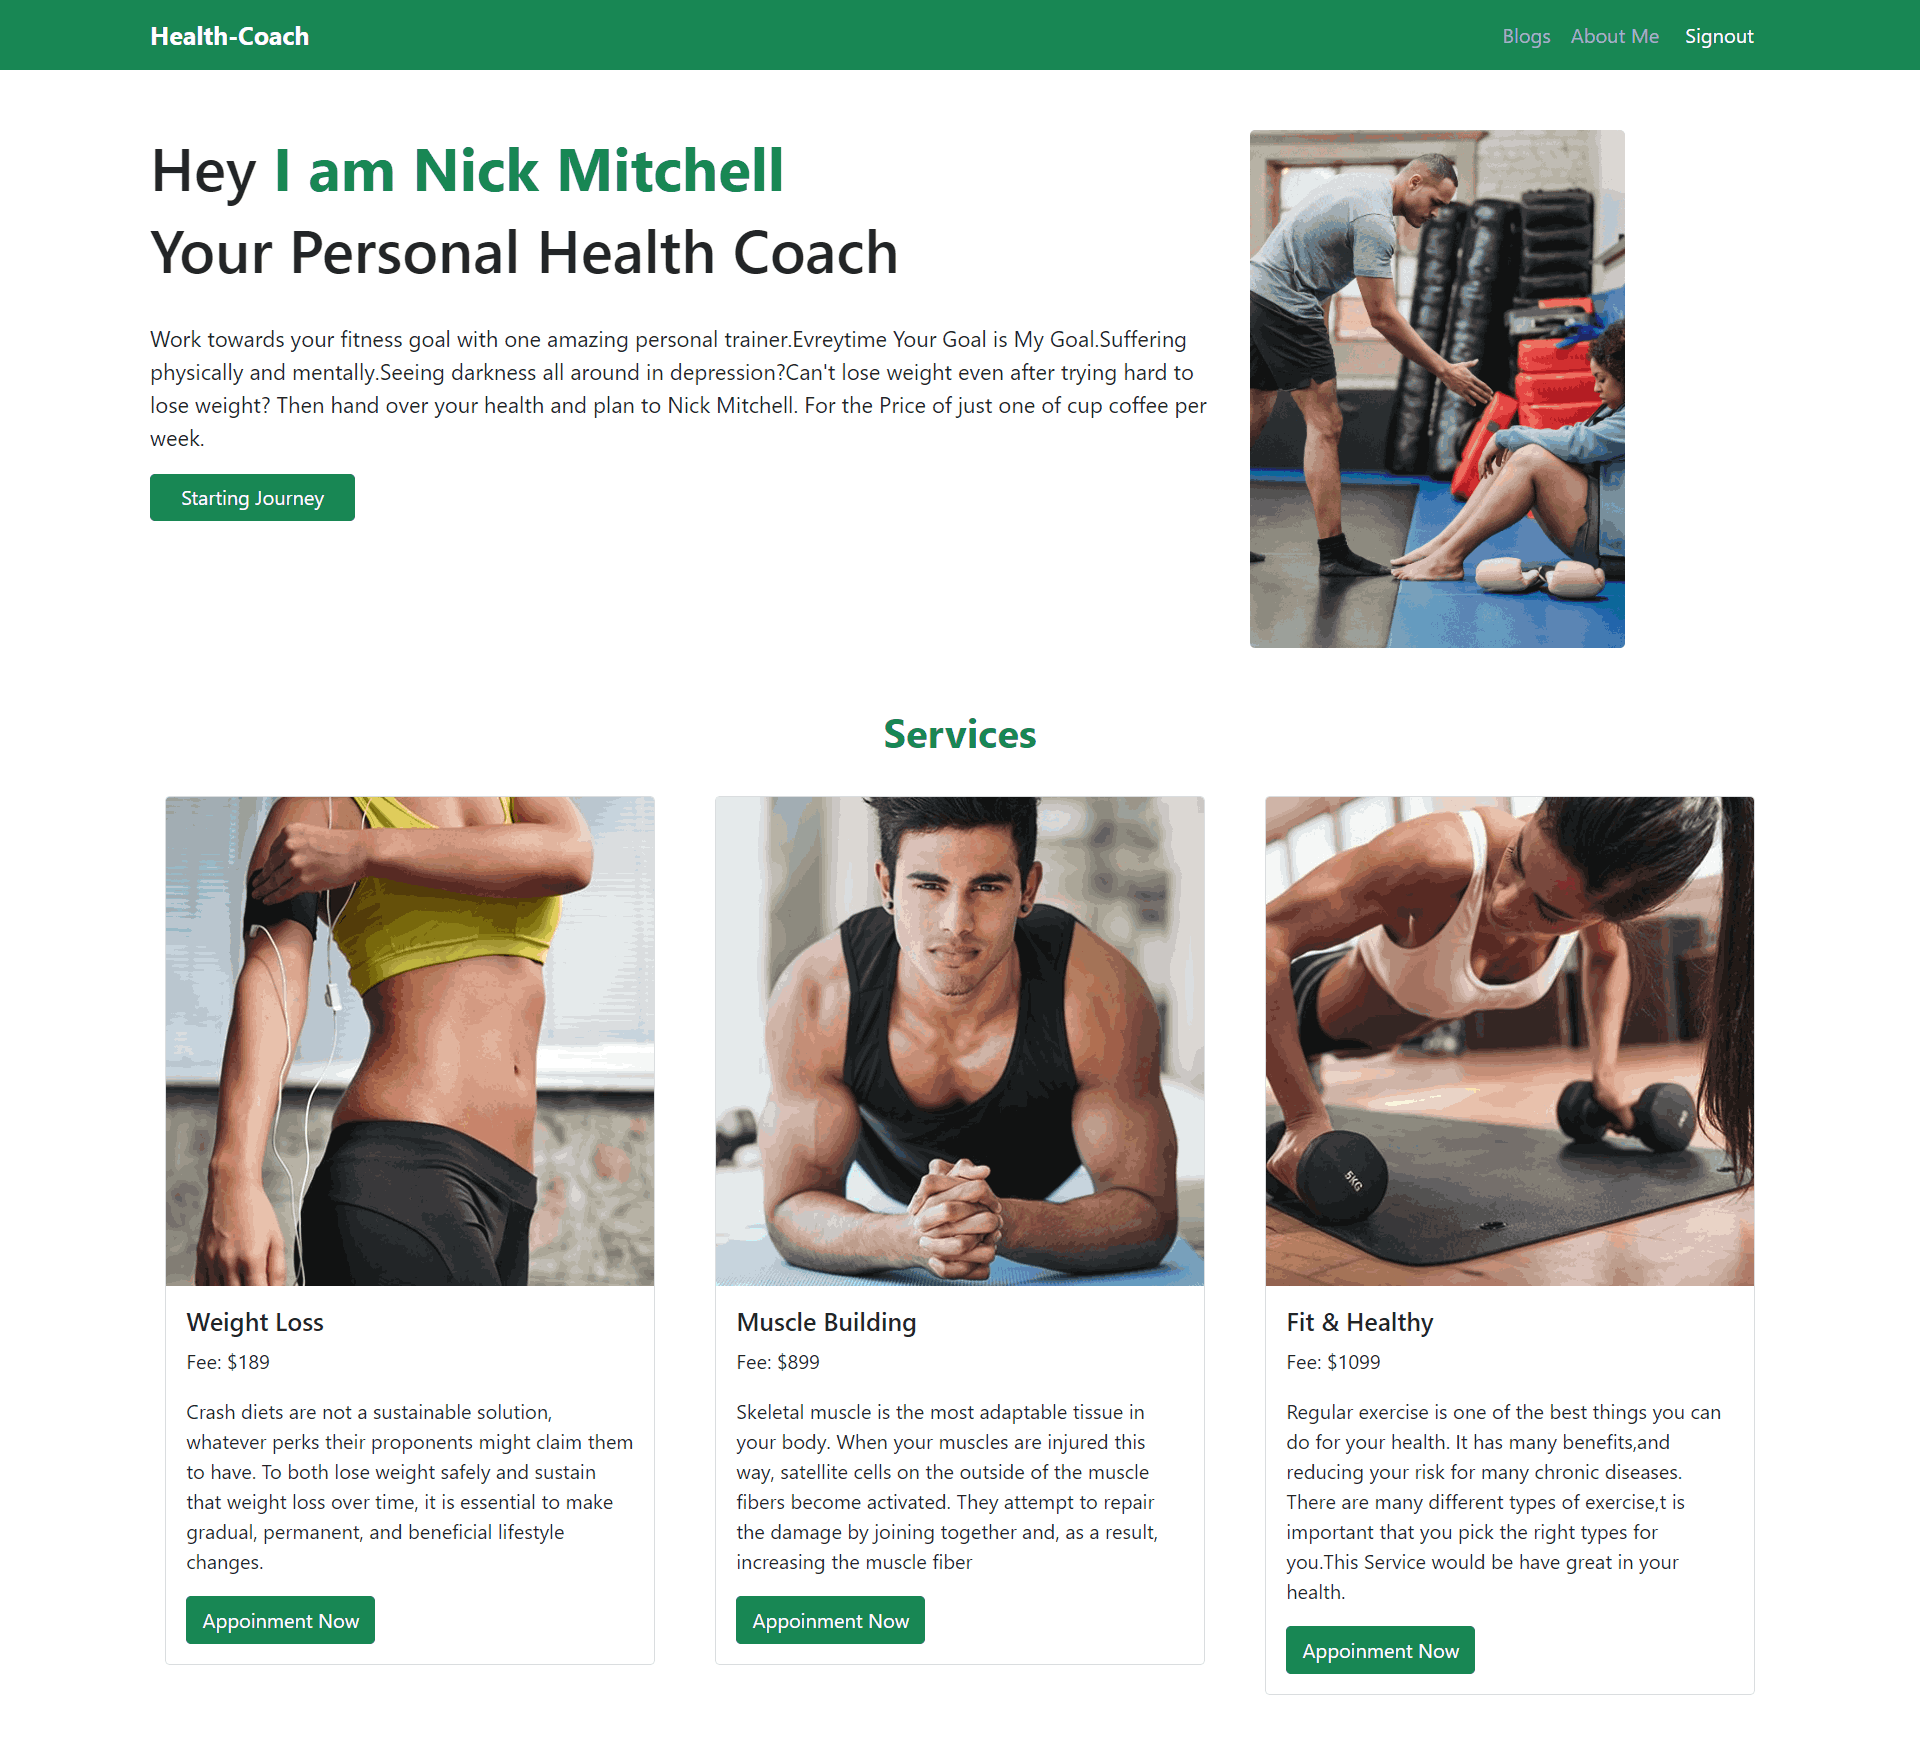 Health-Coach
Blogs About Me Signout
Hey I am Nick Mitchell
Your Personal Health Coach
Work towards your fitness goal with one amazing personal trainer.Evreytime Your Goal is My Goal.Suffering
physically and mentally.Seeing darkness all around in depression?Can't lose weight even after trying hard to
lose weight? Then hand over your health and plan to Nick Mitchell. For the Price of just one of cup coffee per
week.
Starting Journey
Services
5KG
Weight Loss
Fee: $189
Crash diets are not a sustainable solution,
whatever perks their proponents might claim them
to have. To both lose weight safely and sustain
that weight loss over time, it is essential to make
gradual, permanent, and beneficial lifestyle
changes.
Appoinment Now
Muscle Building
Fee: $899
Skeletal muscle is the most adaptable tissue in
your body. When your muscles are injured this
way, satellite cells on the outside of the muscle
fibers become activated. They attempt to repair
the damage by joining together and, as a result,
increasing the muscle fiber
Appoinment Now
Fit & Healthy
Fee: $1099
Regular exercise is one of the best things you can
do for your health. It has many benefits,and
reducing your risk for many chronic diseases.
There are many different types of exercise,t is
important that you pick the right types for
you.This Service would be have great in your
health.
Appoinment Now